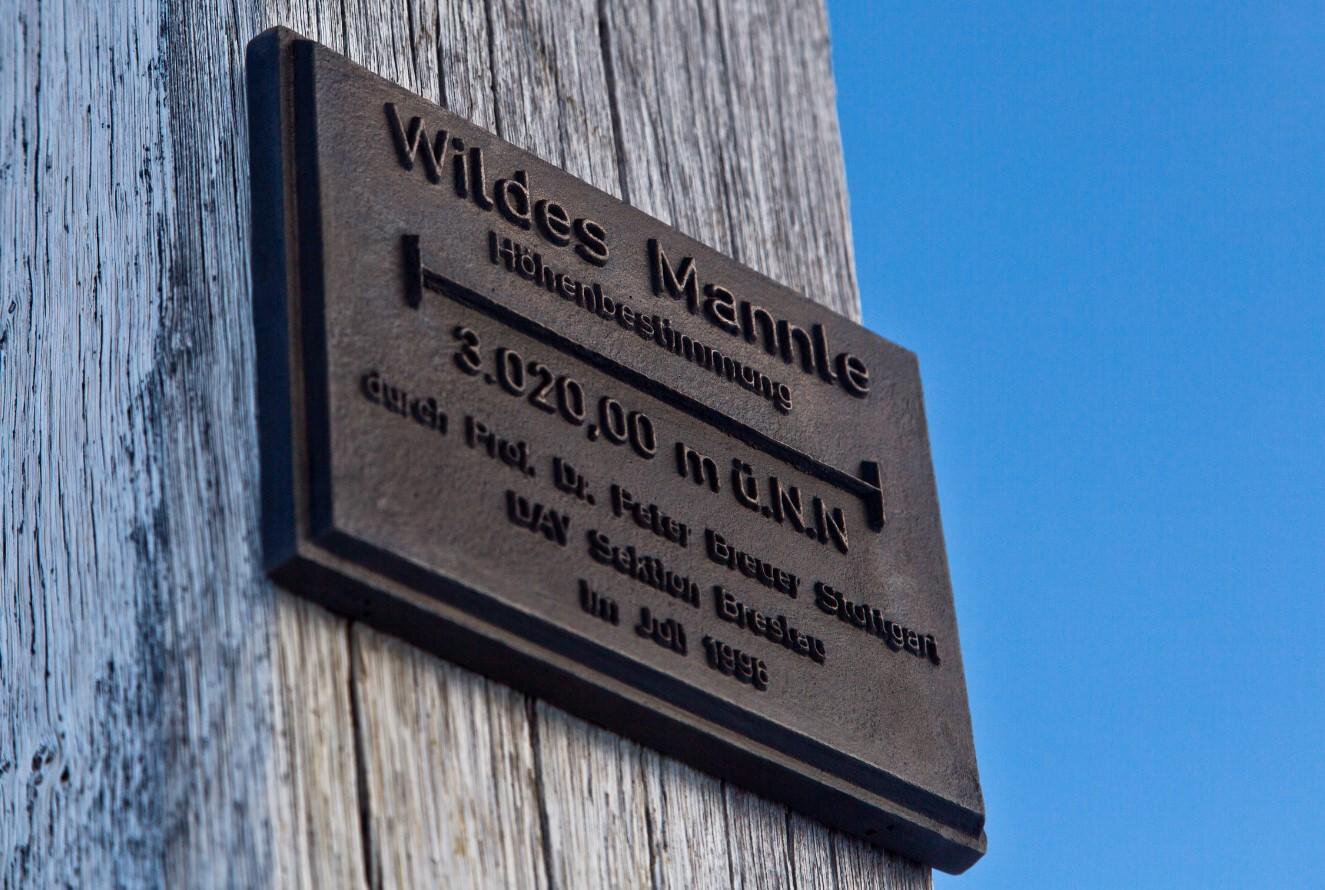 Wildes Mannle
Höhenbestimmung
3.020,00 m ü.N.N
durch Prof. Dr. Peter Breuer Stuttgart
DAV Sektion Breslau
im Juli 1996